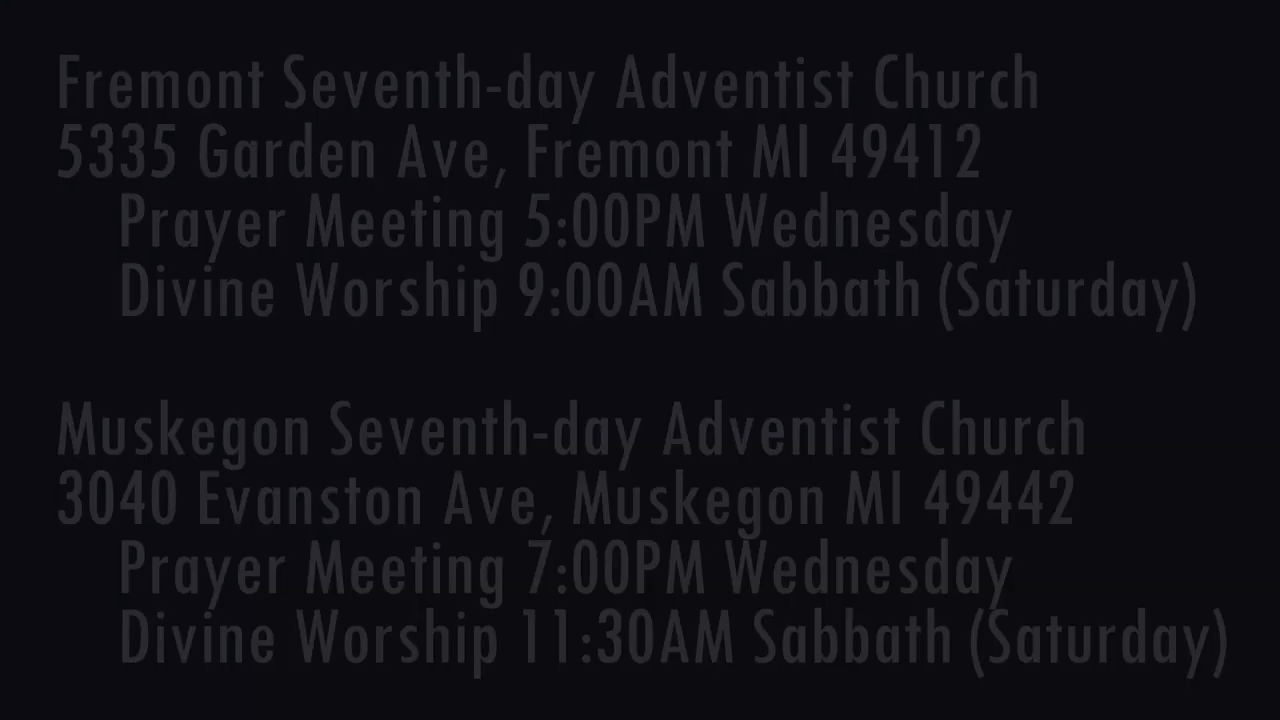 Fremont Seventh-day Adventist Church
5335 Garden Ave, Fremont MI 49412
Prayer Meeting 5:00PM Wednesday
Divine Worship 9:00AM Sabbath (Saturday)
Muskegon Seventh-day Adventist Church
3040 Evanston Ave, Muskegon MI 49442
Prayer Meeting 7:00PM Wednesday
Divine Worship 11:30AM Sabbath (Saturday)